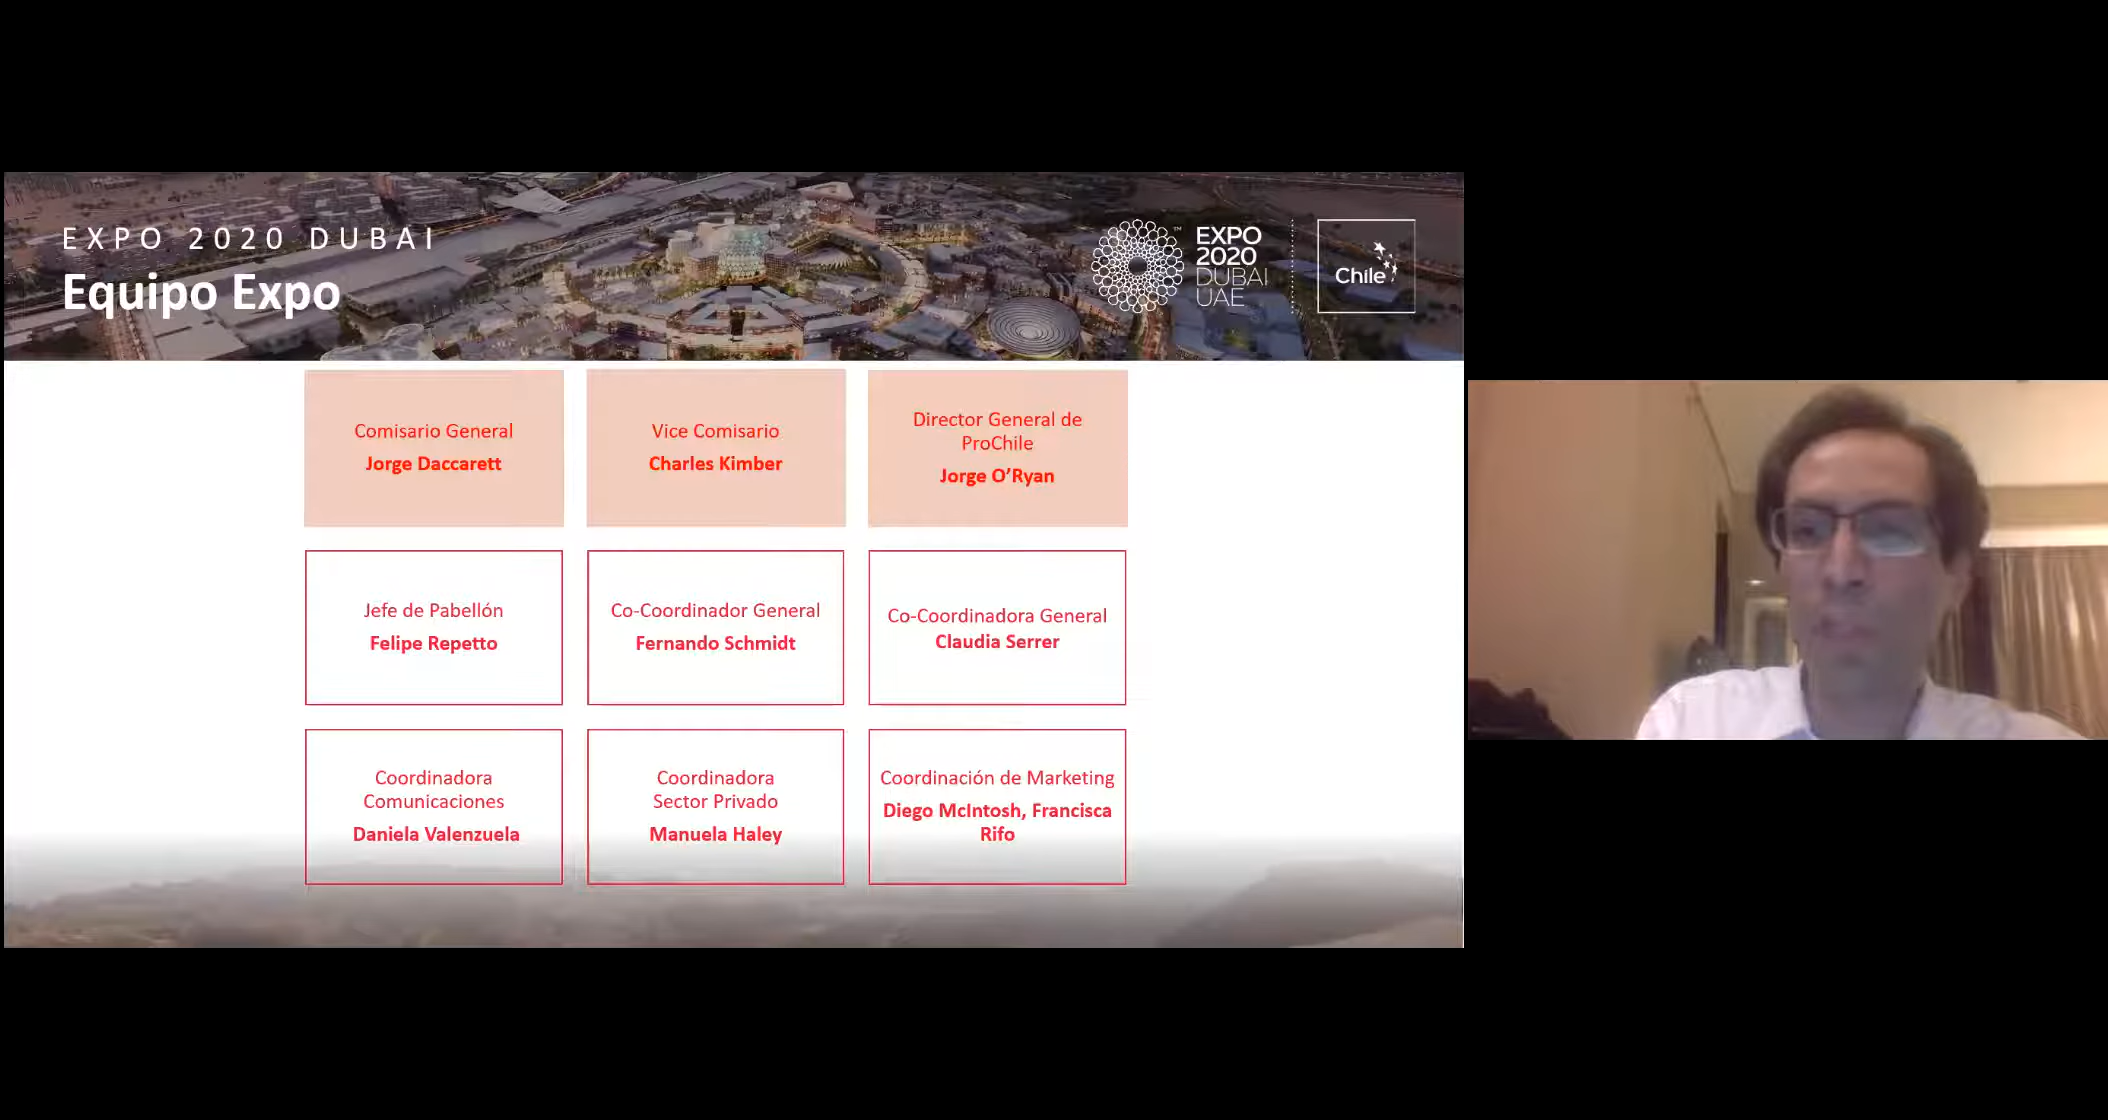 EXPO 2020 DUBAI
Equipo Expo
EXPO
2020
DUBAI
UAE
™
Chile
Comisario General
Jorge Daccarett
Vice Comisario
Charles Kimber
Director General de
ProChile
Jorge O’Ryan
Jefe de Pabellón
Felipe Repetto
Co-Coordinador General
Fernando Schmidt
Co-Coordinadora General
Claudia Serrer
Coordinadora
Comunicaciones
Daniela Valenzuela
Coordinadora
Sector Privado
Manuela Haley
Coordinación de Marketing
Diego McIntosh, Francisca
Rifo